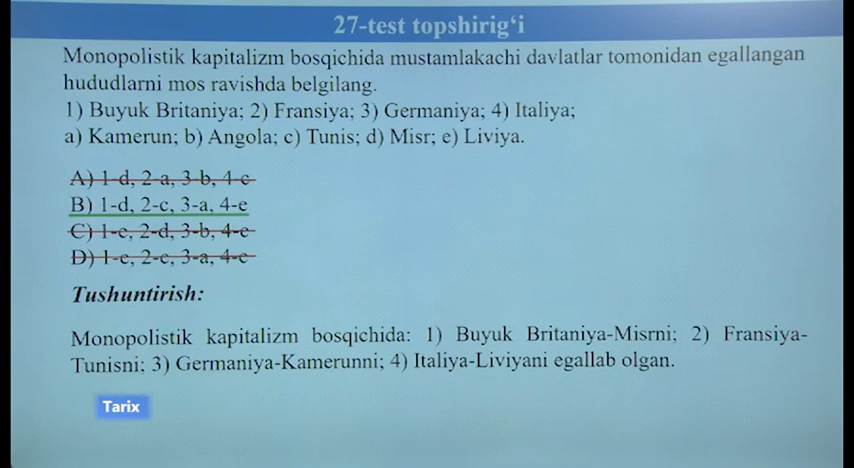 27-test topshirig‘i
Monopolistik kapitalizm bosqichida mustamlakachi davlatlar tomonidan egallangan
hududlarni mos ravishda belgilang.
1) Buyuk Britaniya; 2) Fransiya; 3) Germaniya; 4) Italiya;
a) Kamerun; b) Angola; c) Tunis; d) Misr; e) Liviya.
A) 1-d, 2-a, 3-b, 4-c
B) 1-d, 2-c, 3-a, 4-e
C) 1-c, 2-d, 3-b, 4-e
D) 1-e, 2-c, 3-a, 4-c
Tushuntirish:
Monopolistik kapitalizm bosqichida: 1) Buyuk Britaniya-Misrni; 2) Fransiya-
Tunisni; 3) Germaniya-Kamerunni; 4) Italiya-Liviyani egallab olgan.
Tarix